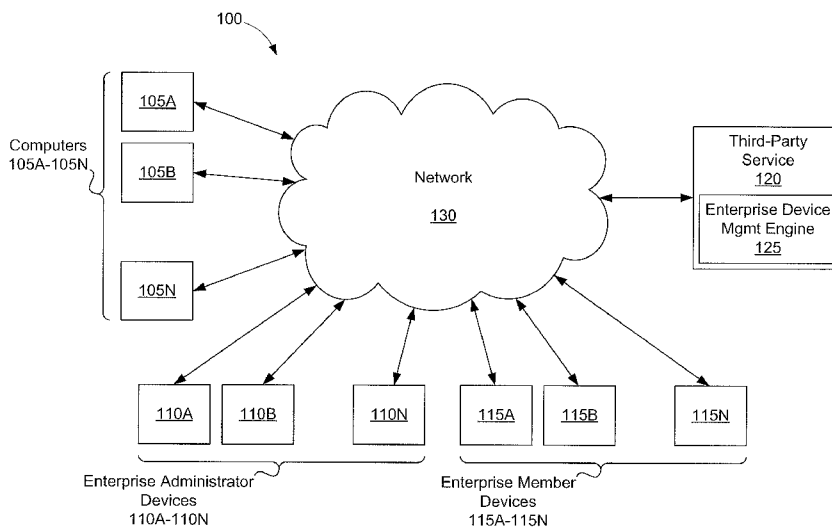 100
105A
Computers
105A-105N
105B
105N
Network
130
Third-Party
Service
120
Enterprise Device
Mgmt Engine
125
110A
110B
110N
115A
115B
115N
Enterprise Administrator
Devices
110A-110N
Enterprise Member
Devices
115A-115N